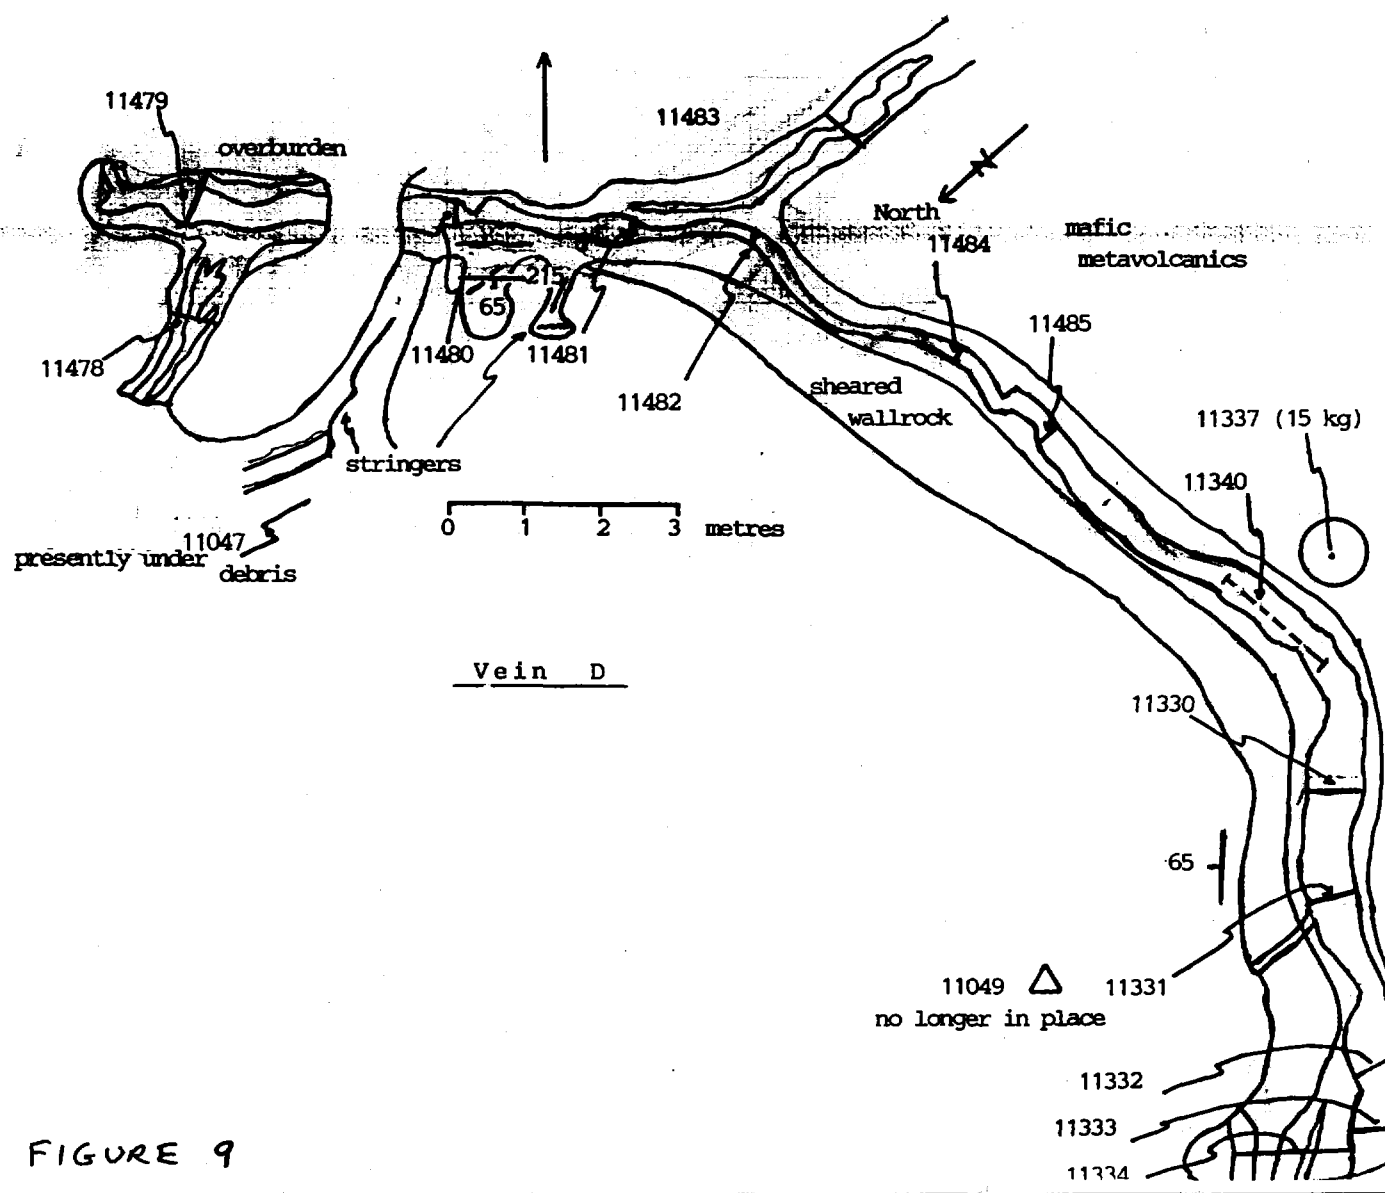 11479
11483
overburden
North
mafic
metavolcanics
11484
215
65
11485
11480
11481
11478
11482
sheared
wallrock
11337 (15 kg)
stringers
11340
0 1 2 3 metres
11047
presently under
debris
Vein D
11330
65
11049
11331
no longer in place
11332
11333
11334
FIGURE 9